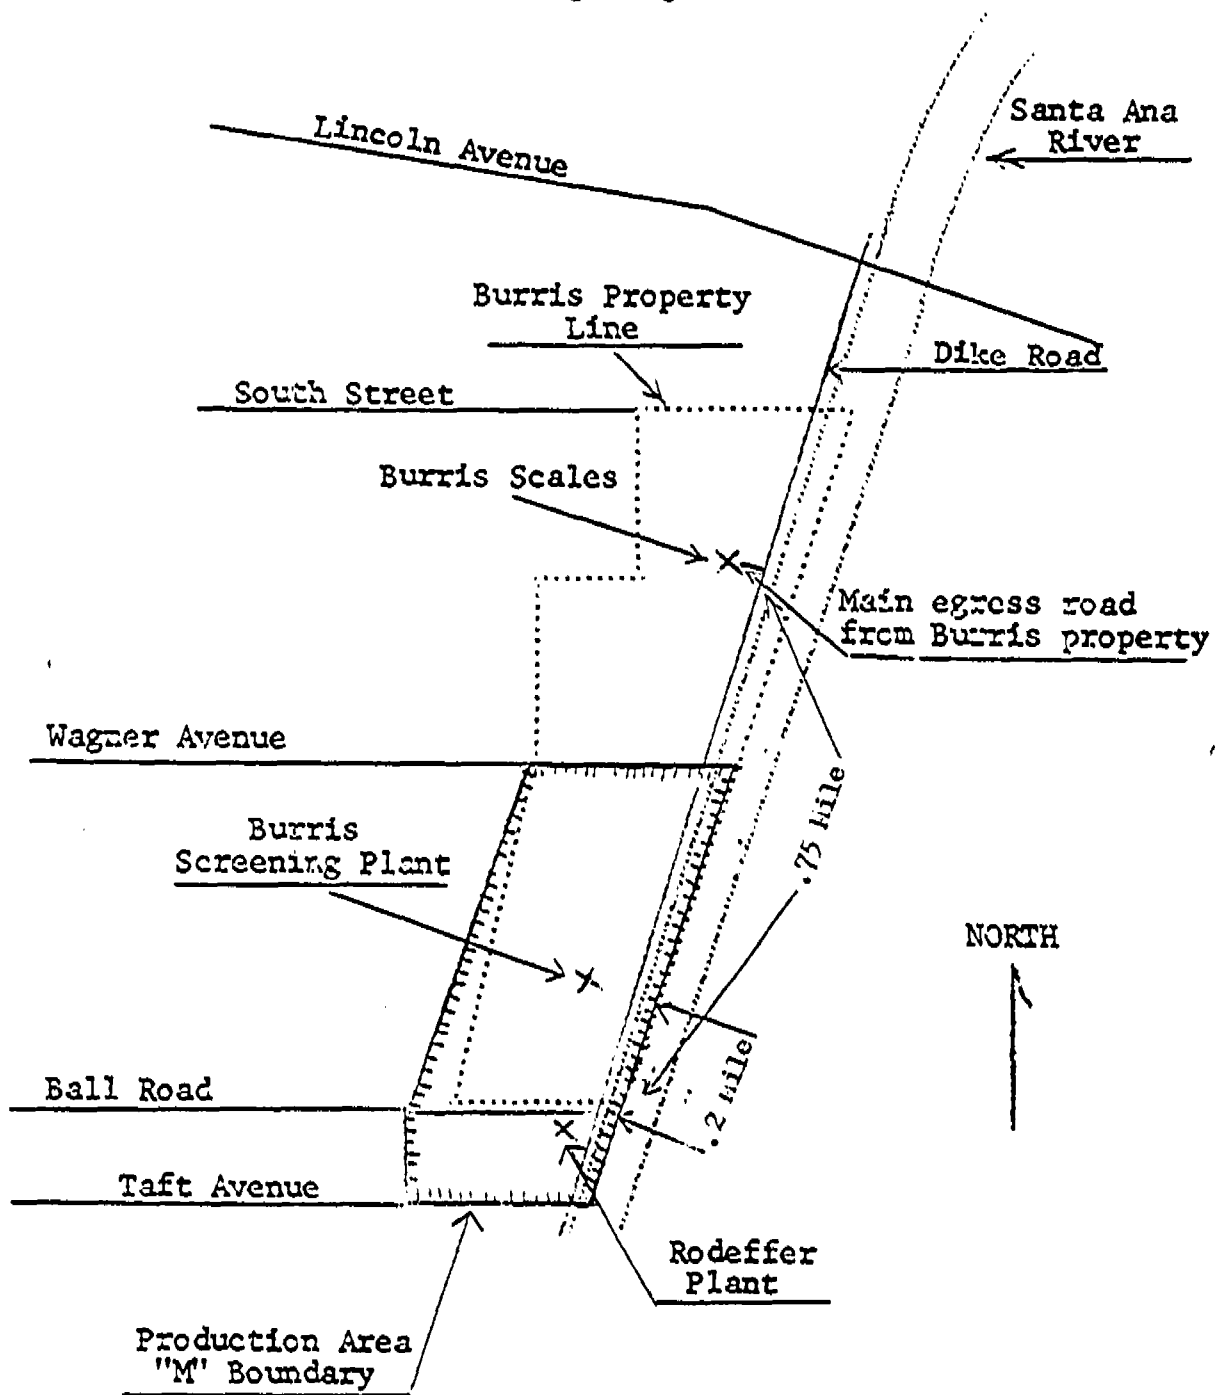 Santa Ana
River
Lincoln Avenue
Burris Property
Line
Dike Road
South Street
Burris Scales
Main egress road
from Burris property
Wagner Avenue
.75 Mile
Burris
Screening Plant
NORTH
.2 Mile
Ball Road
Taft Avenue
Rodeffer
Plant
Production Area
"M" Boundary